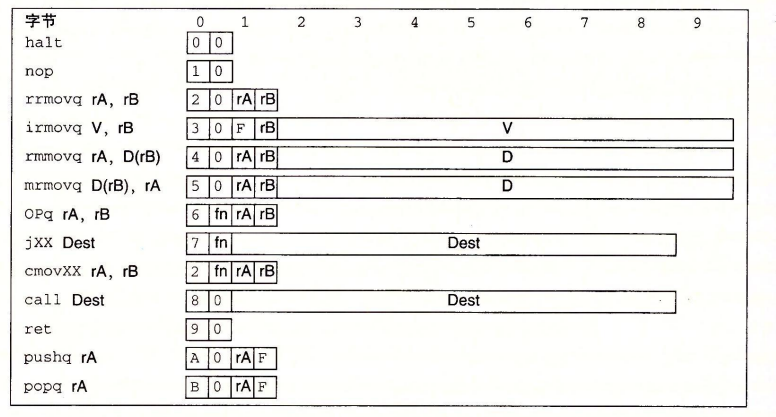 字节 0 1 2 3 4 5 6 7 8 9
halt 0 0
nop 1 0
rrmovq rA, rB 2 0 rA rB
irmovq V, rB 3 0 F rB V
rmmovq rA, D(rB) 4 0 rA rB D
mrmovq D(rB), rA 5 0 rA rB D
OPq rA, rB 6 fn rA rB
jXX Dest 7 fn Dest
cmovXX rA, rB 2 fn rA rB
call Dest 8 0 Dest
ret 9 0
pushq rA A 0 rA F
popq rA B 0 rA F